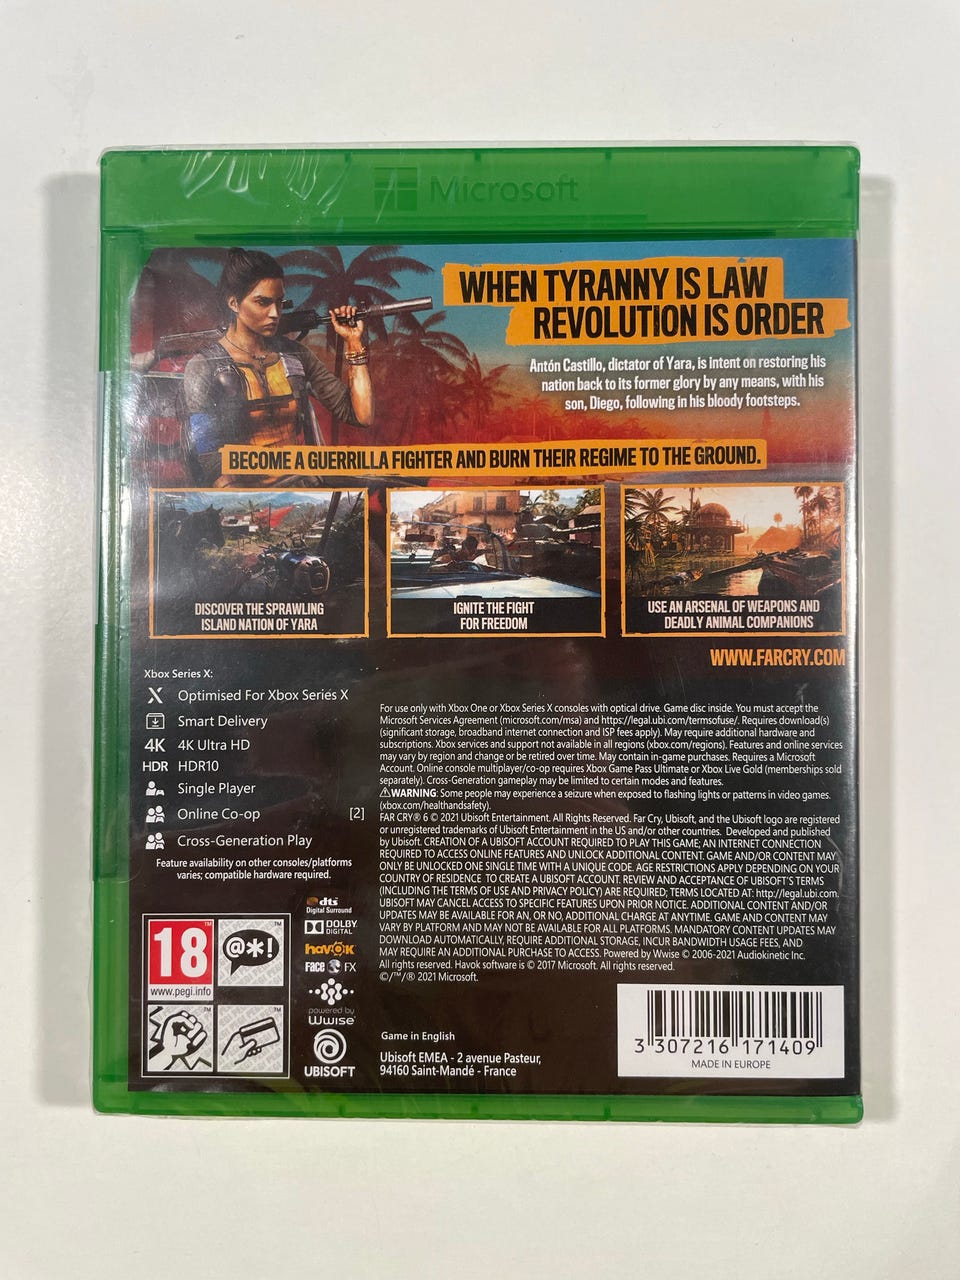 Microsoft
WHEN TYRANNY IS LAW
REVOLUTION IS ORDER
Antón Castillo, dictator of Yara, is intent on restoring his
nation back to its former glory by any means, with his
son, Diego, following in his bloody footsteps.
BECOME A GUERRILLA FIGHTER AND BURN THEIR REGIME TO THE GROUND.
DISCOVER THE SPRAWLING
ISLAND NATION OF YARA
IGNITE THE FIGHT
FOR FREEDOM
USE AN ARSENAL OF WEAPONS AND
DEADLY ANIMAL COMPANIONS
WWW.FARCRY.COM
Xbox Series X:
X Optimised For Xbox Series X
Smart Delivery
4K 4K Ultra HD
HDR HDR10
Single Player
Online Co-op [2]
Cross-Generation Play
Feature availability on other consoles/platforms
varies; compatible hardware required.
For use only with Xbox One or Xbox Series X consoles with optical drive. Game disc inside. You must accept the
Microsoft Services Agreement (microsoft.com/msa) and https://legal.ubi.com/termsofuse/. Requires download(s)
(significant storage, broadband internet connection and ISP fees apply). May require additional hardware and
subscriptions. Xbox services and support not available in all regions (xbox.com/regions). Features and online services
may vary by region and change or be retired over time. May contain in-game purchases. Requires a Microsoft
Account. Online console multiplayer/co-op requires Xbox Game Pass Ultimate or Xbox Live Gold (memberships sold
separately). Cross-Generation gameplay may be limited to certain modes and features.
⚠WARNING: Some people may experience a seizure when exposed to flashing lights or patterns in video games.
(xbox.com/healthandsafety).
FAR CRY® 6 © 2021 Ubisoft Entertainment. All Rights Reserved. Far Cry, Ubisoft, and the Ubisoft logo are registered
or unregistered trademarks of Ubisoft Entertainment in the US and/or other countries. Developed and published
by Ubisoft. CREATION OF A UBISOFT ACCOUNT REQUIRED TO PLAY THIS GAME; AN INTERNET CONNECTION
REQUIRED TO ACCESS ONLINE FEATURES AND UNLOCK ADDITIONAL CONTENT. GAME AND/OR CONTENT MAY
ONLY BE UNLOCKED ONE SINGLE TIME WITH A UNIQUE CODE. AGE RESTRICTIONS APPLY DEPENDING ON YOUR
COUNTRY OF RESIDENCE. TO CREATE A UBISOFT ACCOUNT. REVIEW AND ACCEPTANCE OF UBISOFT'S TERMS
(INCLUDING THE TERMS OF USE AND PRIVACY POLICY) ARE REQUIRED; TERMS LOCATED AT: http://legal.ubi.com.
UBISOFT MAY CANCEL ACCESS TO SPECIFIC FEATURES UPON PRIOR NOTICE. ADDITIONAL CONTENT AND/OR
UPDATES MAY BE AVAILABLE FOR AN, OR NO, ADDITIONAL CHARGE AT ANYTIME. GAME AND CONTENT MAY
VARY BY PLATFORM AND MAY NOT BE AVAILABLE FOR ALL PLATFORMS. MANDATORY CONTENT UPDATES MAY
DOWNLOAD AUTOMATICALLY, REQUIRE ADDITIONAL STORAGE, INCUR BANDWIDTH USAGE FEES, AND
MAY REQUIRE AN ADDITIONAL PURCHASE TO ACCESS. Powered by Wwise © 2006-2021 Audiokinetic Inc.
All rights reserved. Havok software is © 2017 Microsoft. All rights reserved.
©/™/® 2021 Microsoft.
18
www.pegi.info
@*!
dts
Digital Surround
DOLBY
DIGITAL
havok
FACE FX
powered by
Wwise
UBISOFT
Game in English
Ubisoft EMEA - 2 avenue Pasteur,
94160 Saint-Mandé - France
3 307216 171409
MADE IN EUROPE